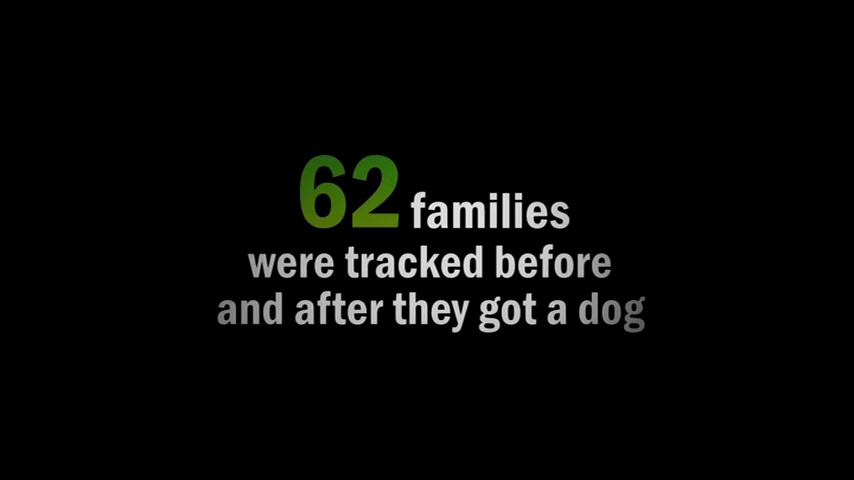 62 families
were tracked before
and after they got a dog